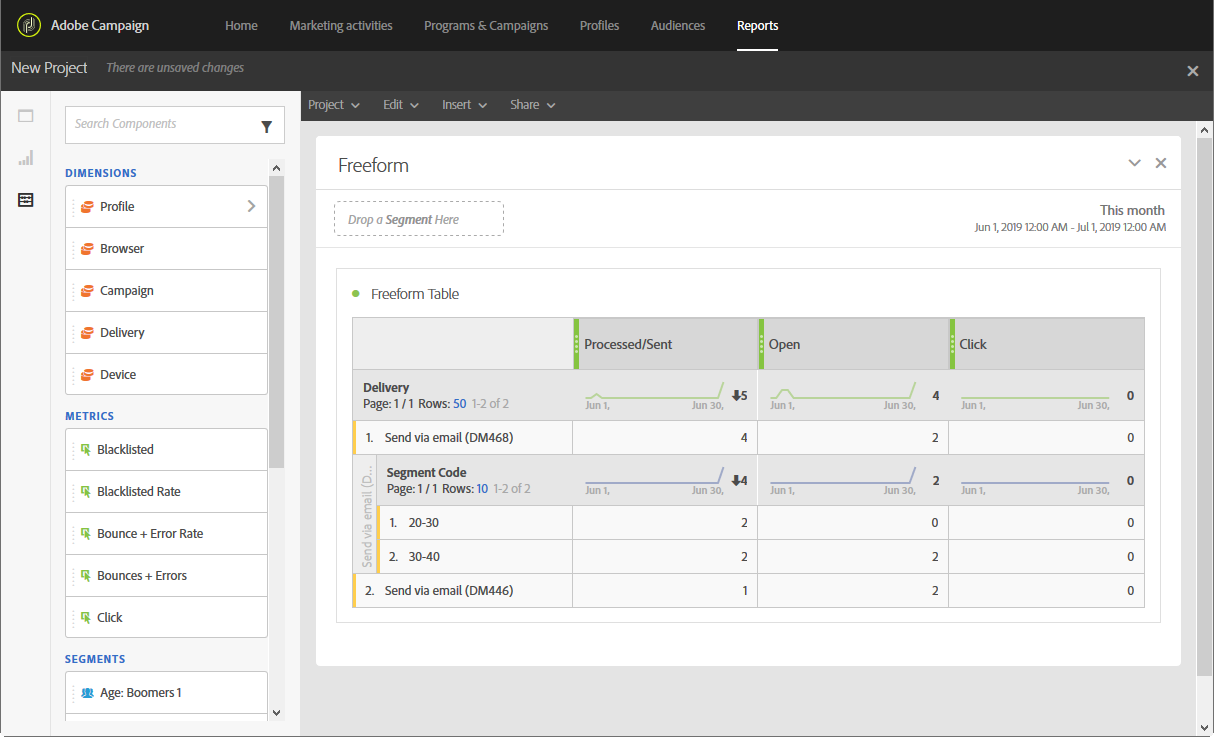 Adobe Campaign
Home
Marketing activities
Programs & Campaigns
Profiles
Audiences
Reports
New Project
There are unsaved changes
Project
Edit
Insert
Share
Search Components
DIMENSIONS
Profile
Browser
Campaign
Delivery
Device
METRICS
Blacklisted
Blacklisted Rate
Bounce + Error Rate
Bounces + Errors
Click
SEGMENTS
Age: Boomers 1
Freeform
Drop a Segment Here
This month
Jun 1, 2019 12:00 AM - Jul 1, 2019 12:00 AM
Freeform Table
Processed/Sent Open Click
Delivery
Page: 1 / 1 Rows: 50 1-2 of 2
Jun 1, Jun 30, 5 Jun 1, Jun 30, 4 Jun 1, Jun 30, 0
1. Send via email (DM468) 4 2 0
Send via email (D...
Segment Code
Page: 1 / 1 Rows: 10 1-2 of 2
Jun 1, Jun 30, 4 Jun 1, Jun 30, 2 Jun 1, Jun 30, 0
1. 20-30 2 0 0
2. 30-40 2 2 0
2. Send via email (DM446) 1 2 0